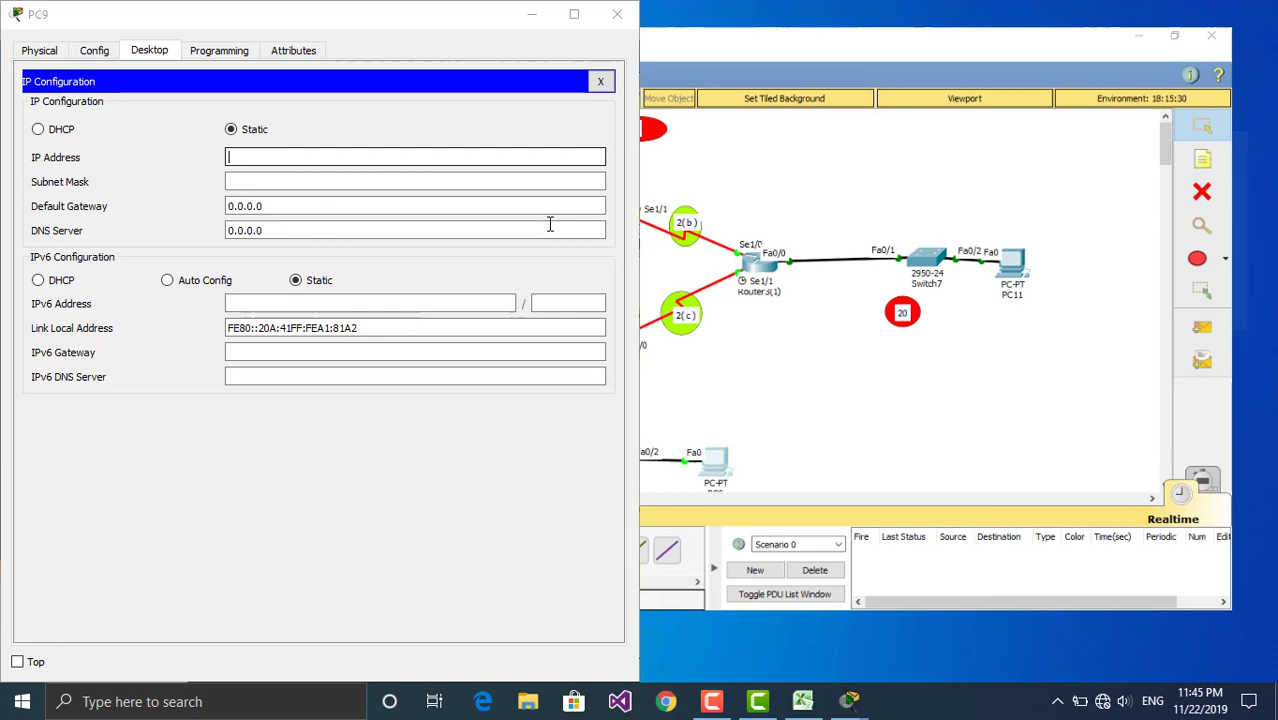 PC9
Physical
Config
Desktop
Programming
Attributes
IP Configuration
X
IP Configuration
DHCP
Static
IP Address
Subnet Mask
Default Gateway
0.0.0.0
DNS Server
0.0.0.0
IPv6 Configuration
DHCP
Auto Config
Static
IPv6 Address
/
Link Local Address
FE80::20A:41FF:FEA1:81A2
IPv6 Gateway
IPv6 DNS Server
Top
Move Object
Set Tiled Background
Viewport
Environment: 18:15:30
Se1/1
2(b)
Se1/0
Fa0/0
Fa0/1
Fa0/2
Fa0
Se1/1
Router3(1)
2950-24
Switch7
PC-PT
PC11
2(c)
20
/0
a0/2
Fa0
PC-PT
Realtime
Scenario 0
New
Delete
Toggle PDU List Window
Fire
Last Status
Source
Destination
Type
Color
Time(sec)
Periodic
Num
Edi
Type here to search
ENG
11:45 PM
11/22/2019